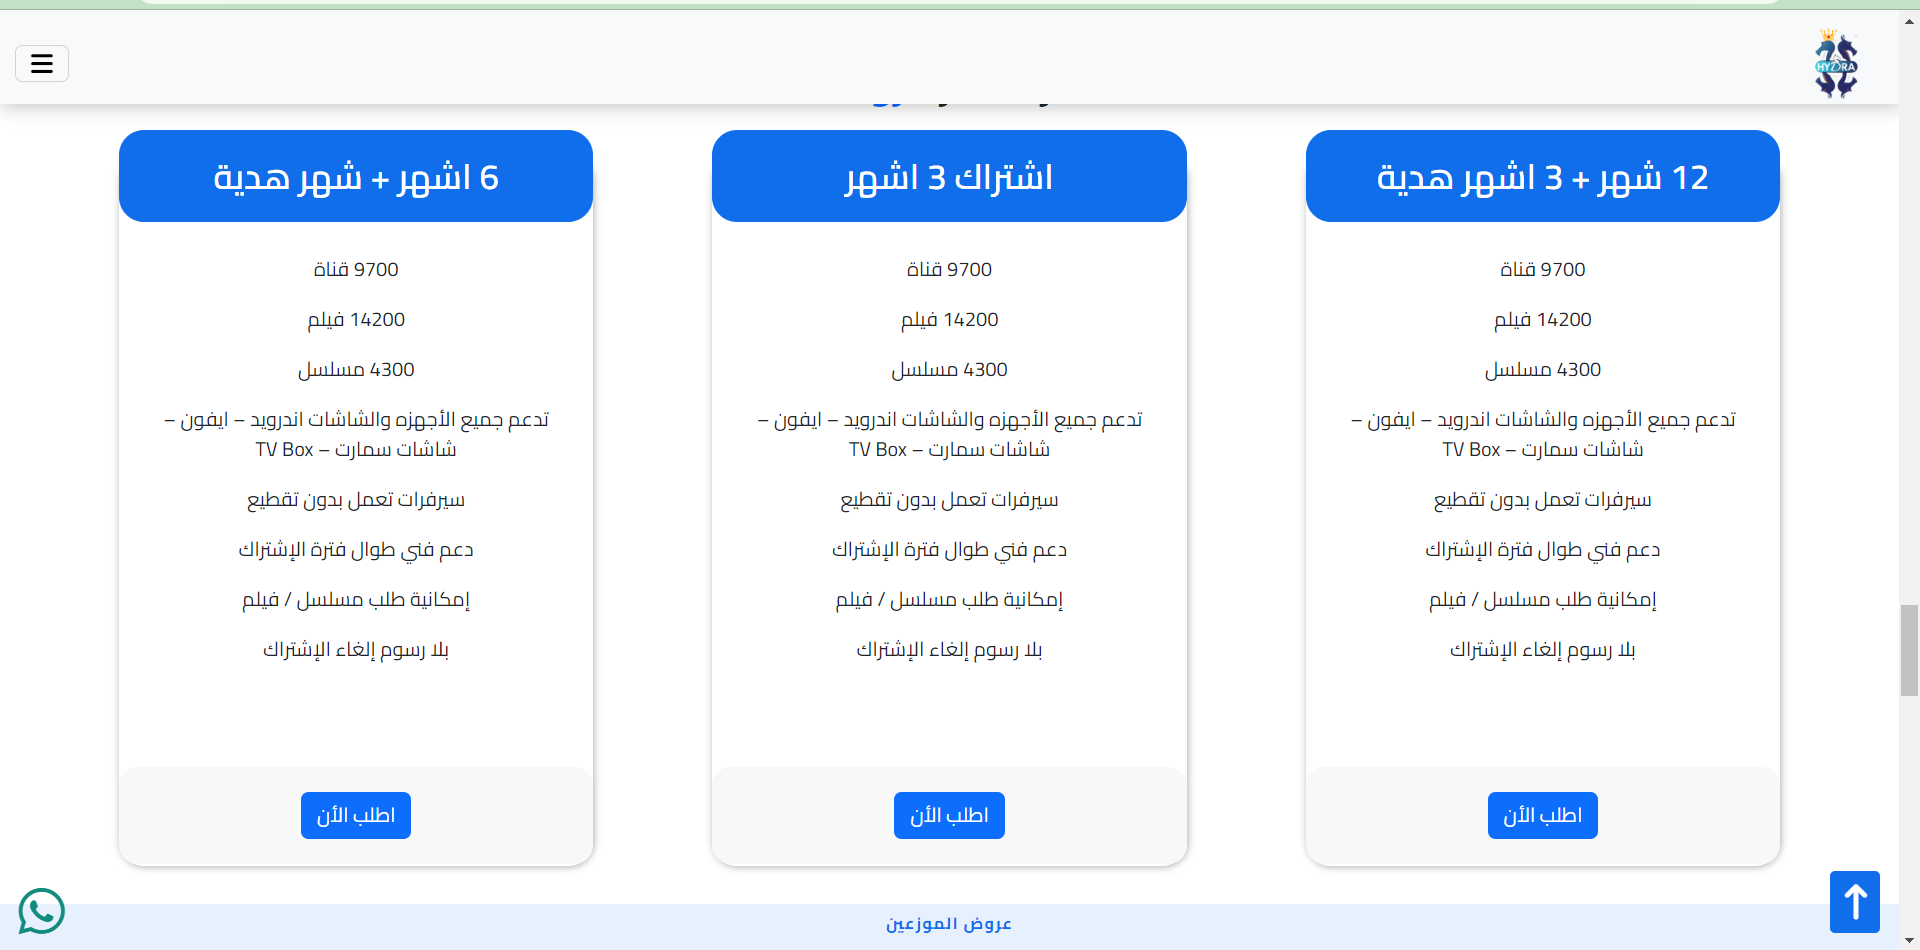 HYDRA
12 شهر + 3 اشهر هدية
9700 قناة
14200 فيلم
4300 مسلسل
تدعم جميع الأجهزه والشاشات اندرويد – ايفون –
شاشات سمارت – TV Box
سيرفرات تعمل بدون تقطيع
دعم فني طوال فترة الإشتراك
إمكانية طلب مسلسل / فيلم
بلا رسوم إلغاء الإشتراك
اطلب الأن
اشتراك 3 اشهر
9700 قناة
14200 فيلم
4300 مسلسل
تدعم جميع الأجهزه والشاشات اندرويد – ايفون –
شاشات سمارت – TV Box
سيرفرات تعمل بدون تقطيع
دعم فني طوال فترة الإشتراك
إمكانية طلب مسلسل / فيلم
بلا رسوم إلغاء الإشتراك
اطلب الأن
6 اشهر + شهر هدية
9700 قناة
14200 فيلم
4300 مسلسل
تدعم جميع الأجهزه والشاشات اندرويد – ايفون –
شاشات سمارت – TV Box
سيرفرات تعمل بدون تقطيع
دعم فني طوال فترة الإشتراك
إمكانية طلب مسلسل / فيلم
بلا رسوم إلغاء الإشتراك
اطلب الأن
عروض الموزعين